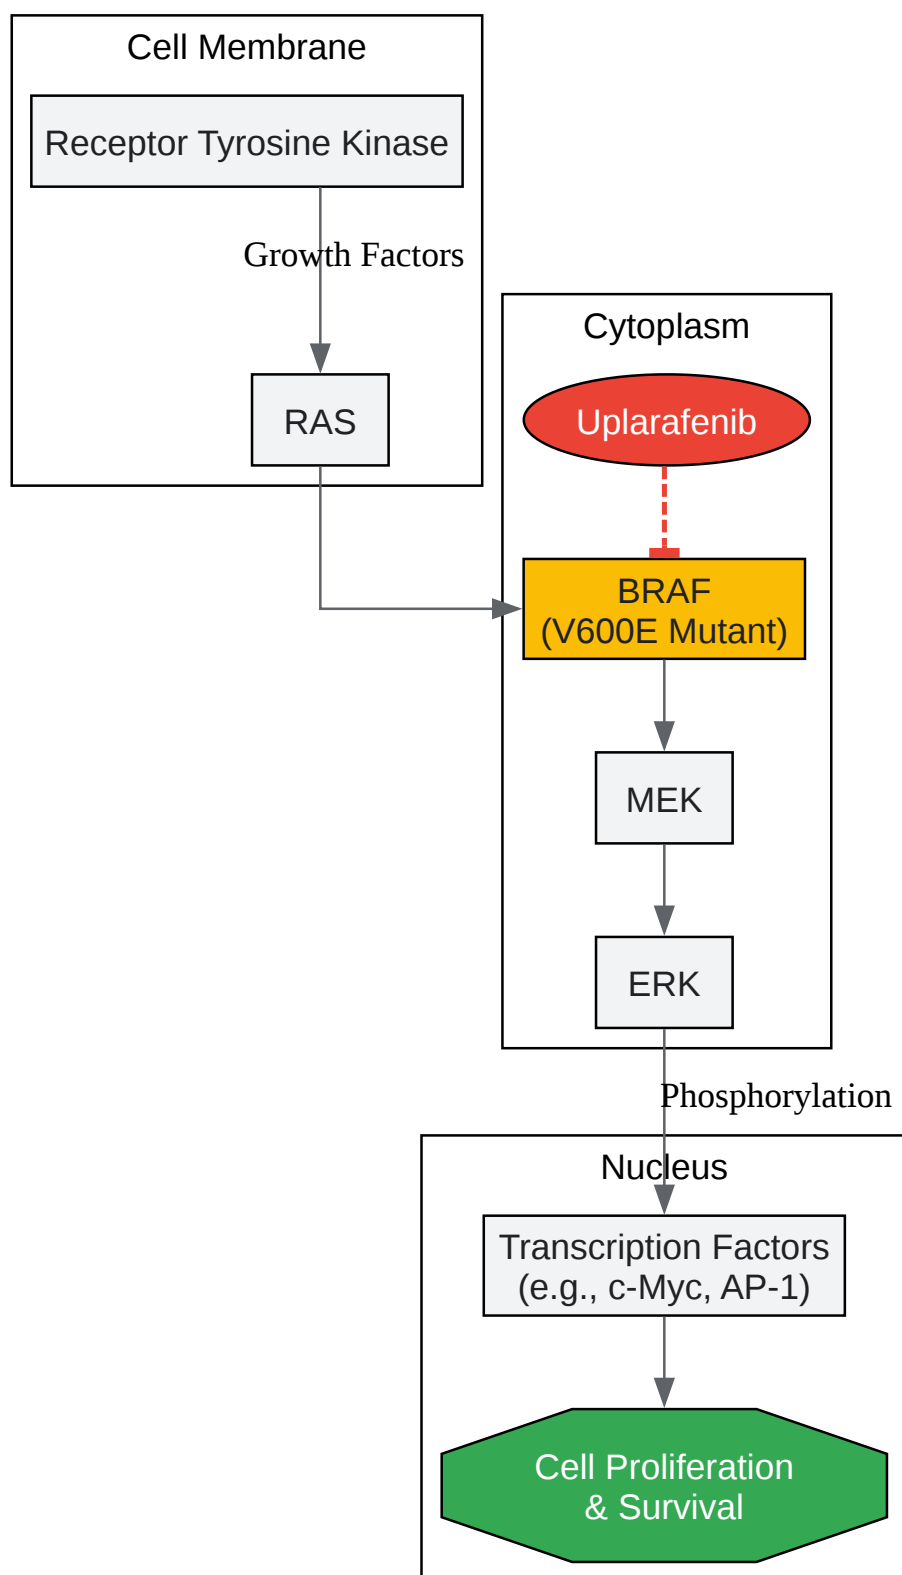 Cell Membrane
Receptor Tyrosine Kinase
Growth Factors
RAS
Cytoplasm
Uplarafenib
BRAF
(V600E Mutant)
MEK
ERK
Phosphorylation
Nucleus
Transcription Factors
(e.g., c-Myc, AP-1)
Cell Proliferation
& Survival